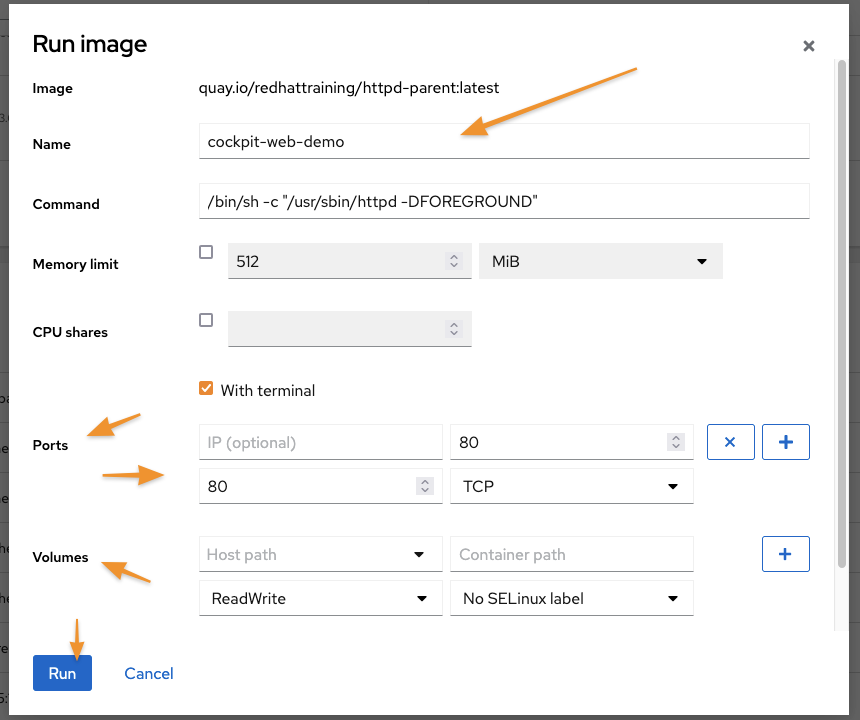 Run image
Image quay.io/redhattraining/httpd-parent:latest
Name cockpit-web-demo
Command /bin/sh -c "/usr/sbin/httpd -DFOREGROUND"
Memory limit 512 MiB
CPU shares
With terminal
Ports IP (optional) 80
80 TCP
Volumes Host path Container path
ReadWrite No SELinux label
Run Cancel